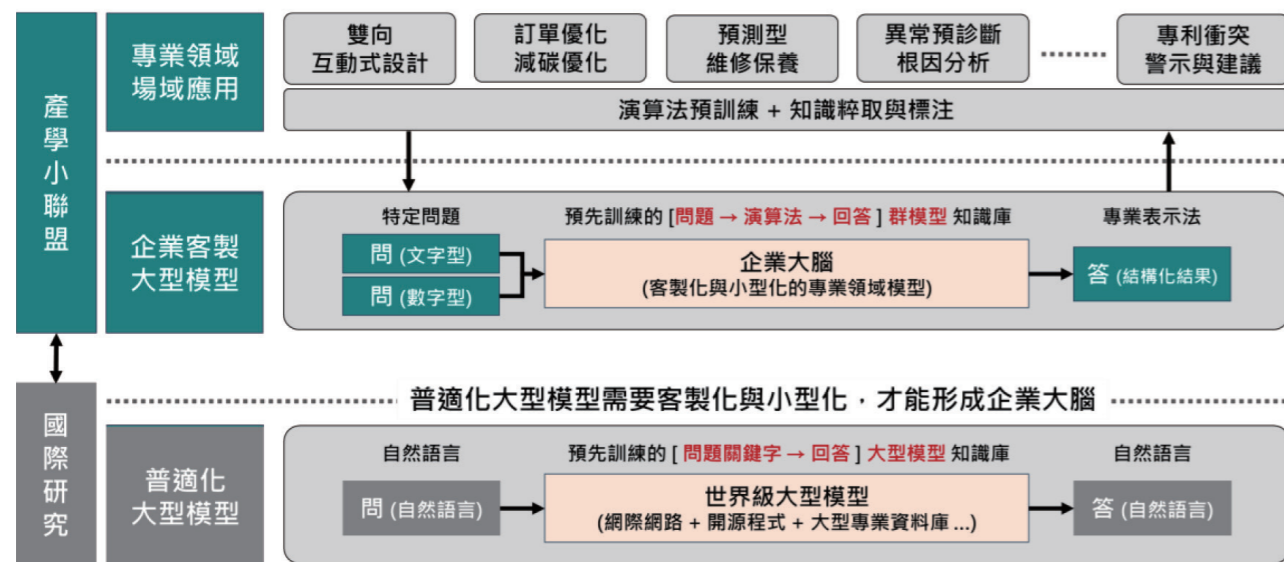 產學小聯盟
專業領域
場域應用
雙向
互動式設計
訂單優化
減碳優化
預測型
維修保養
異常預診斷
根因分析
專利衝突
警示與建議
演算法預訓練 + 知識粹取與標注
企業客製
大型模型
特定問題
預先訓練的 [問題 → 演算法 → 回答] 群模型 知識庫
專業表示法
問 (文字型)
問 (數字型)
企業大腦
(客製化與小型化的專業領域模型)
答 (結構化結果)
普適化大型模型需要客製化與小型化，才能形成企業大腦
國際研究
普適化
大型模型
自然語言
預先訓練的 [ 問題關鍵字 → 回答 ] 大型模型 知識庫
自然語言
問 (自然語言)
世界級大型模型
(網際網路 + 開源程式 + 大型專業資料庫 ...)
答 (自然語言)